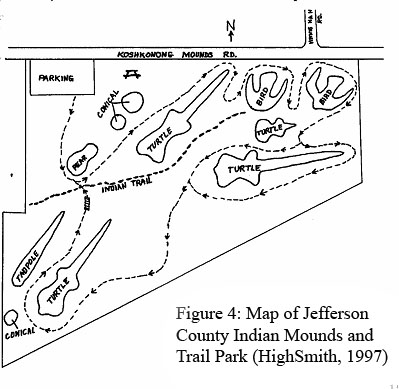 N
KOSHKONONG MOUNDS RD.
PARKING
CONICAL
TURTLE
BIRD
BIRD
TURTLE
BEAR
TURTLE
INDIAN TRAIL
TADPOLE
TURTLE
CONICAL
Figure 4: Map of Jefferson
County Indian Mounds and
Trail Park (HighSmith, 1997)